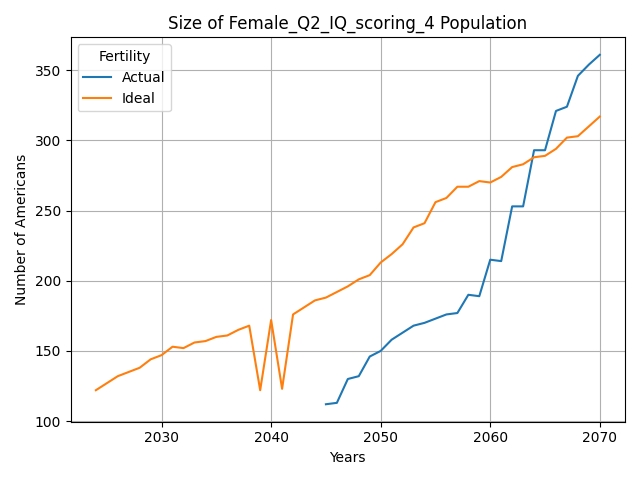 Size of Female_Q2_IQ_scoring_4 Population
Fertility
Actual
Ideal
Number of Americans
350
300
250
200
150
100
2030
2040
2050
2060
2070
Years